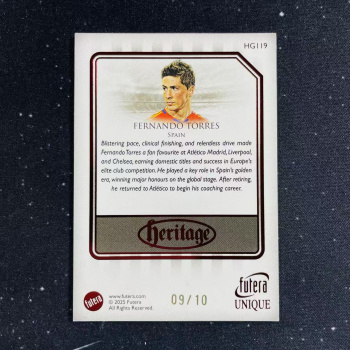 HG119
FERNANDO TORRES
SPAIN
Blistering pace, clinical finishing, and relentless drive made
Fernando Torres a fan favourite at Atlético Madrid, Liverpool,
and Chelsea, earning domestic titles and success in Europe's
elite club competition. He played a key role in Spain's golden
era, winning major honours on the global stage. After retiring,
he returned to Atlético to begin his coaching career.
Heritage
futera
www.futera.com
© 2025 Futera
All Rights Reserved.
09/10
futera
UNIQUE